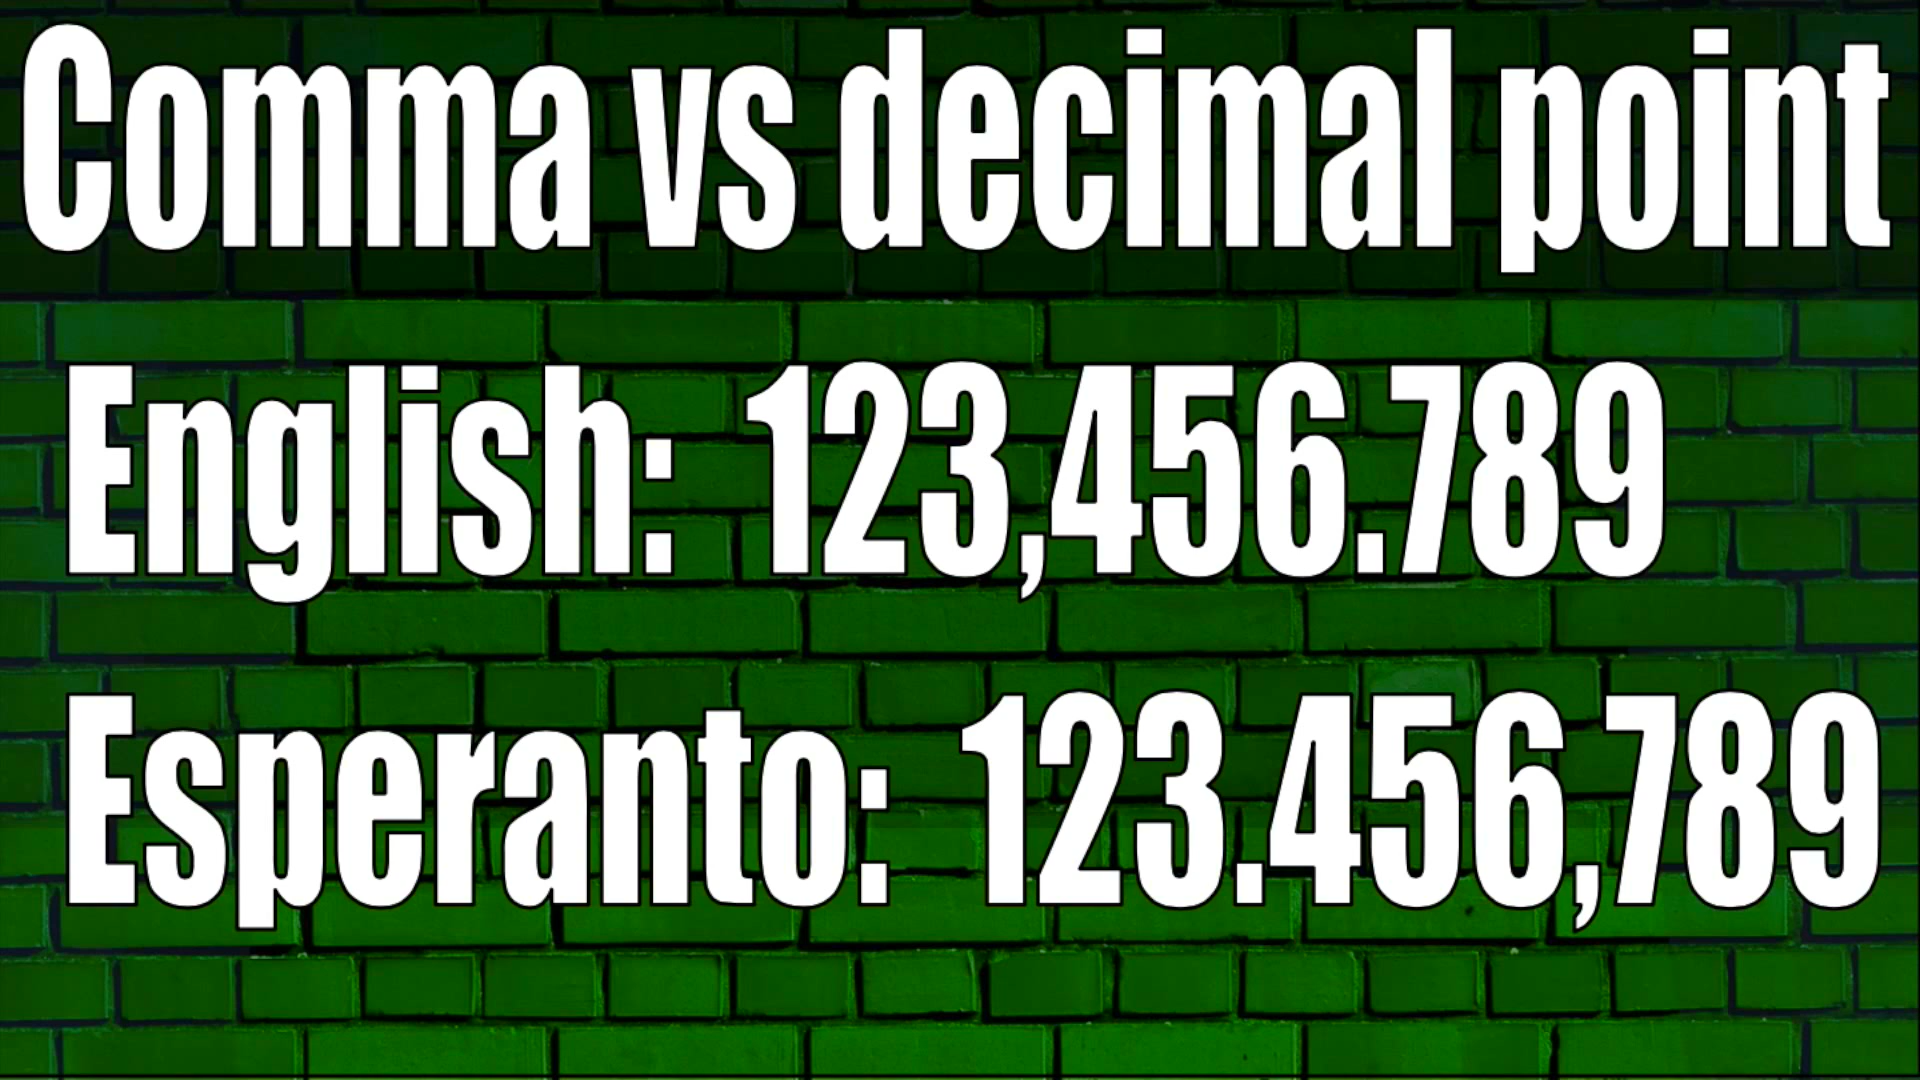 Comma vs decimal point
English: 123,456.789
Esperanto: 123.456,789